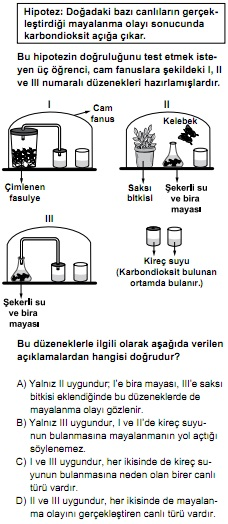 Hipotez: Doğadaki bazı canlıların gerçek-
leştirdiği mayalanma olayı sonucunda
karbondioksit açığa çıkar.
Bu hipotezin doğruluğunu test etmek iste-
yen üç öğrenci, cam fanuslara şekildeki I, II
ve III numaralı düzenekleri hazırlamışlardır.
I
Cam
fanus
II
Kelebek
Çimlenen
fasulye
Saksı
bitkisi
Şekerli su
ve bira
mayası
III
Şekerli su
ve bira
mayası
Kireç suyu
(Karbondioksit bulunan
ortamda bulanır.)
Bu düzeneklerle ilgili olarak aşağıda verilen
açıklamalardan hangisi doğrudur?
A) Yalnız II uygundur; I'e bira mayası, III'e saksı
bitkisi eklendiğinde bu düzeneklerde de
mayalanma olayı gözlenir.
B) Yalnız III uygundur, I ve II'de kireç suyu-
nun bulanmasına mayalanmanın yol açtığı
söylenemez.
C) I ve III uygundur, her ikisinde de kireç su-
yunun bulanmasına neden olan birer canlı
türü vardır.
D) II ve III uygundur, her ikisinde de mayalan-
ma olayını gerçekleştiren canlı türü vardır.